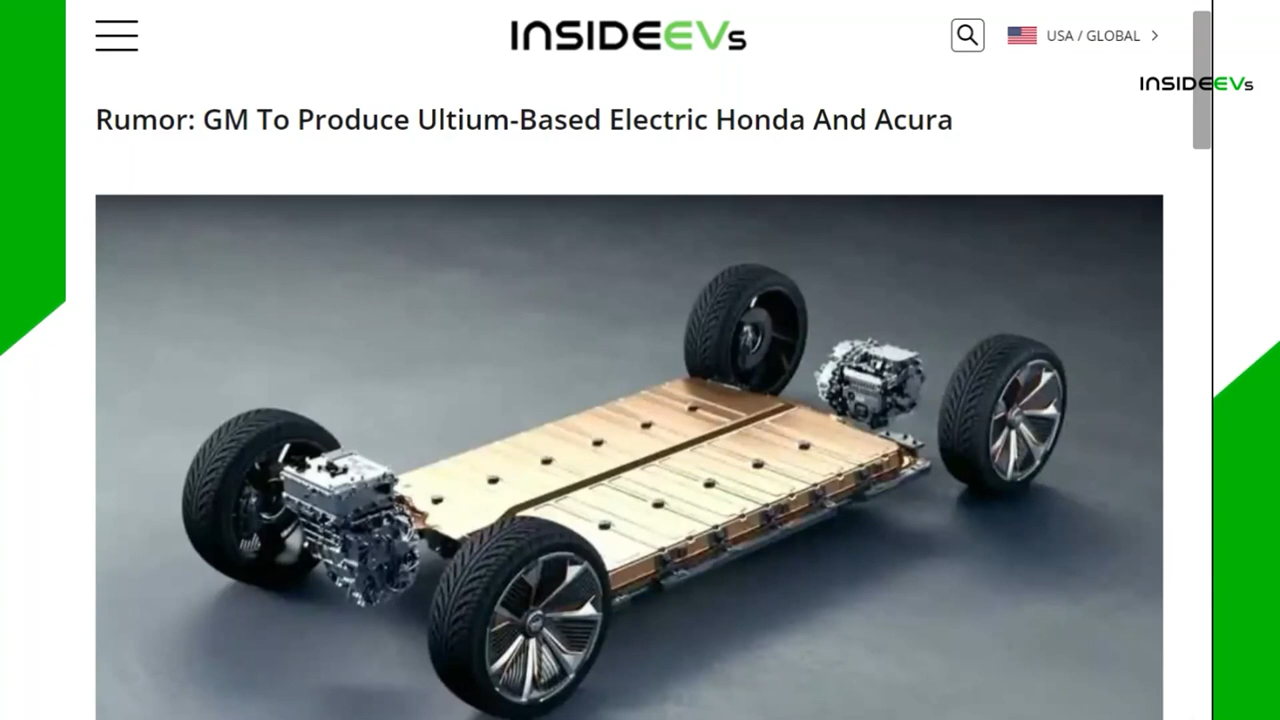 INSIDEEVs
USA / GLOBAL
INSIDEEVs
Rumor: GM To Produce Ultium-Based Electric Honda And Acura